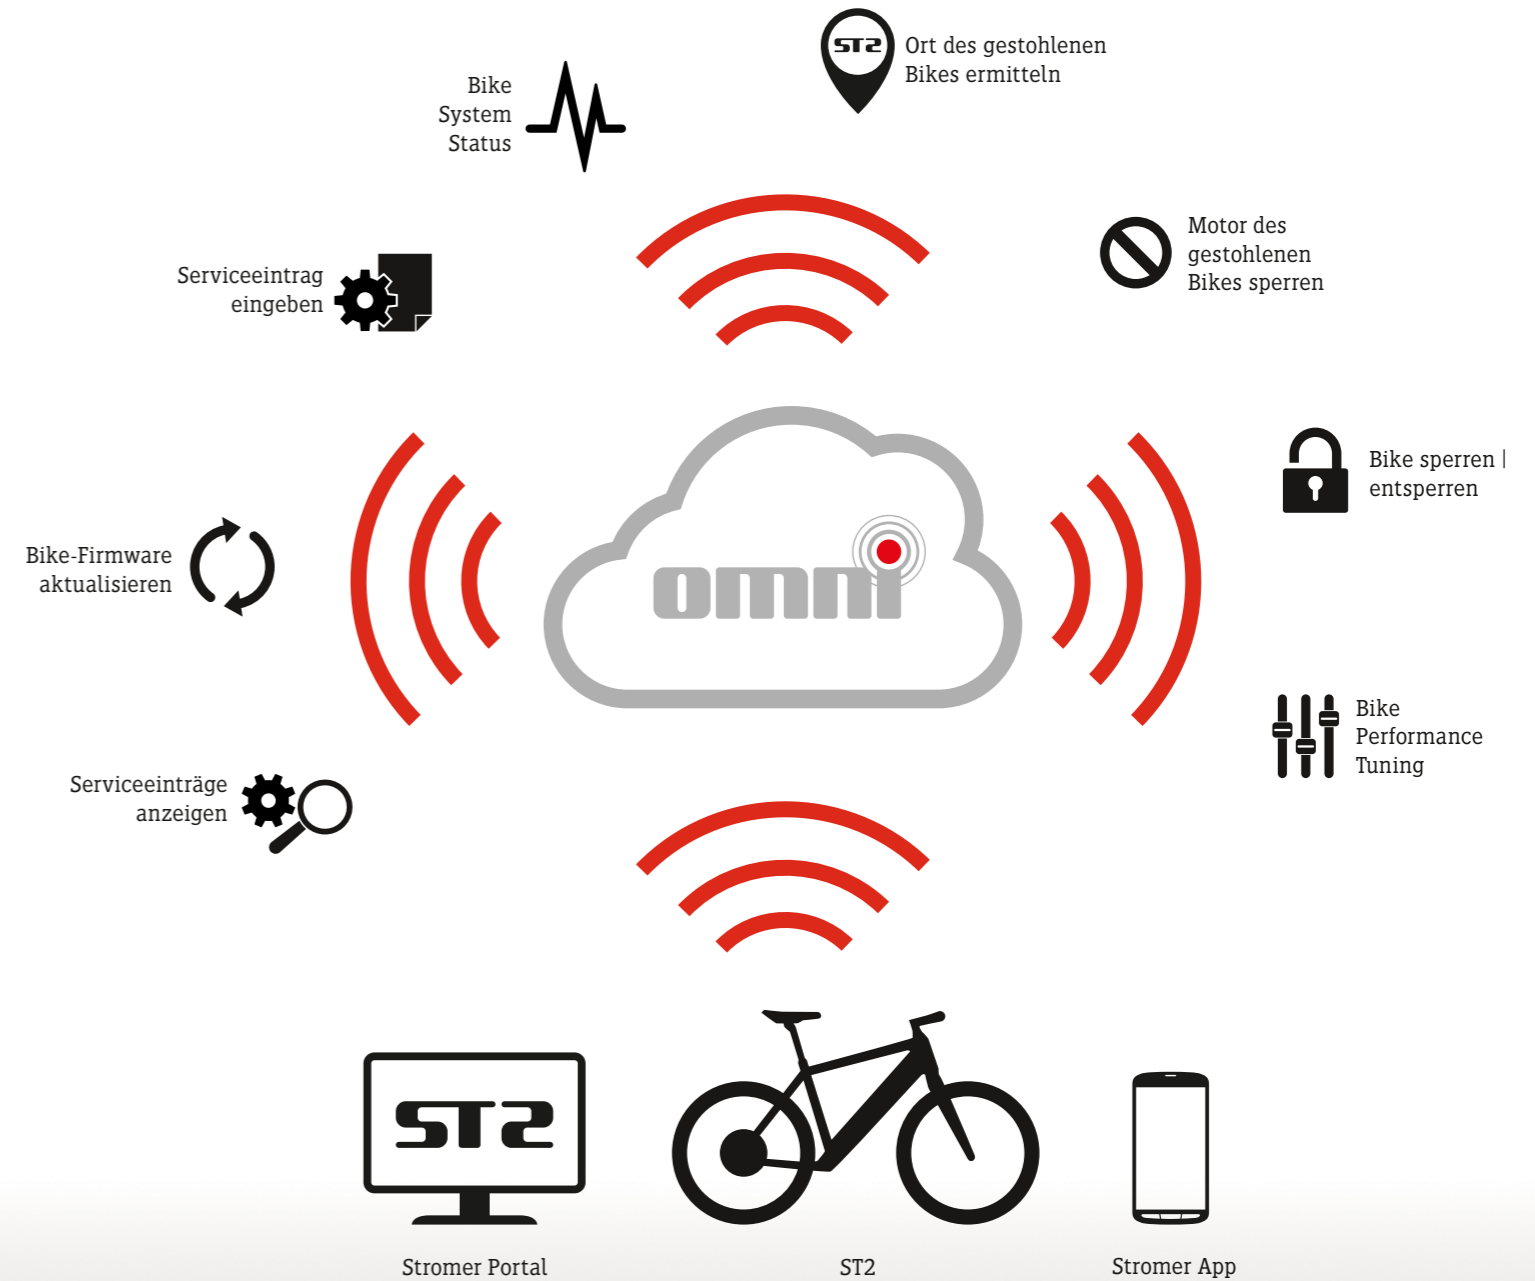 ST2
Ort des gestohlenen
Bikes ermitteln
Bike
System
Status
Motor des
gestohlenen
Bikes sperren
Serviceeintrag
eingeben
Bike sperren |
entsperren
omni
Bike-Firmware
aktualisieren
Bike
Performance
Tuning
Serviceeinträge
anzeigen
ST2
Stromer Portal
ST2
Stromer App